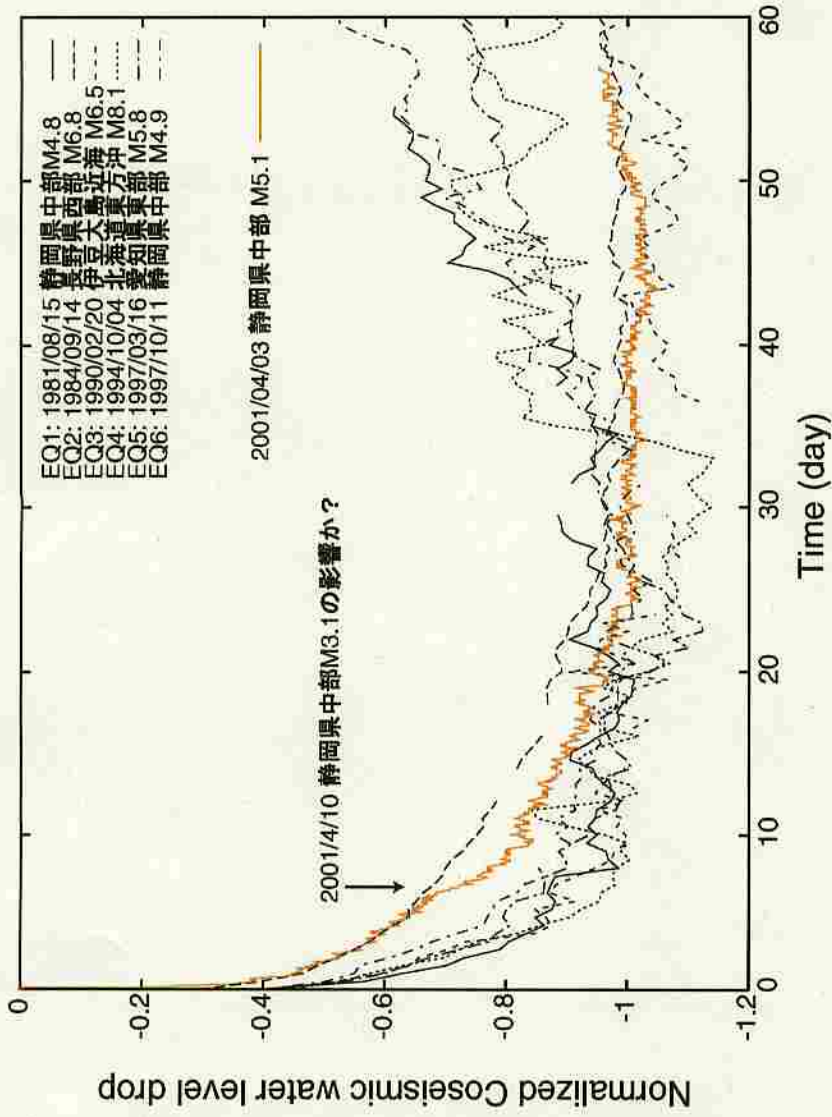 EQ1: 1981/08/15 静岡県中部M4.8
EQ2: 1984/09/14 長野県西部 M6.8
EQ3: 1990/02/20 伊豆大島近海 M6.5
EQ4: 1994/10/04 北海道東方沖 M8.1
EQ5: 1997/03/16 愛知県東部 M5.8
EQ6: 1997/10/11 静岡県中部 M4.9
2001/04/03 静岡県中部 M5.1
2001/4/10 静岡県中部M3.1の影響か？
Normalized Coseismic water level drop
0
-0.2
-0.4
-0.6
-0.8
-1
-1.2
0
10
20
30
40
50
60
Time (day)